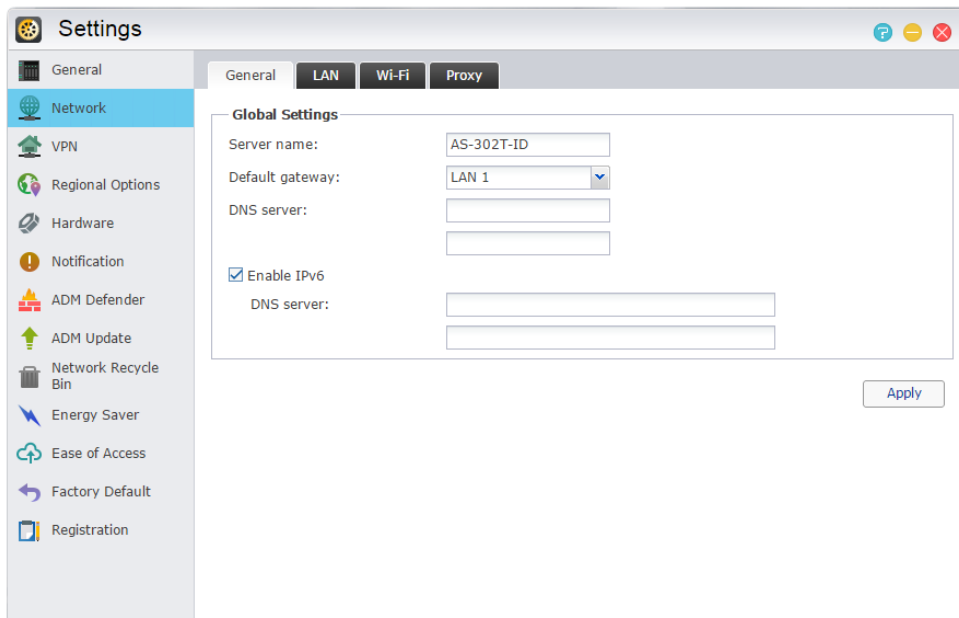 Settings
General
Network
VPN
Regional Options
Hardware
Notification
ADM Defender
ADM Update
Network Recycle
Bin
Energy Saver
Ease of Access
Factory Default
Registration
General LAN Wi-Fi Proxy
Global Settings
Server name: AS-302T-ID
Default gateway: LAN 1
DNS server:
Enable IPv6
DNS server:
Apply